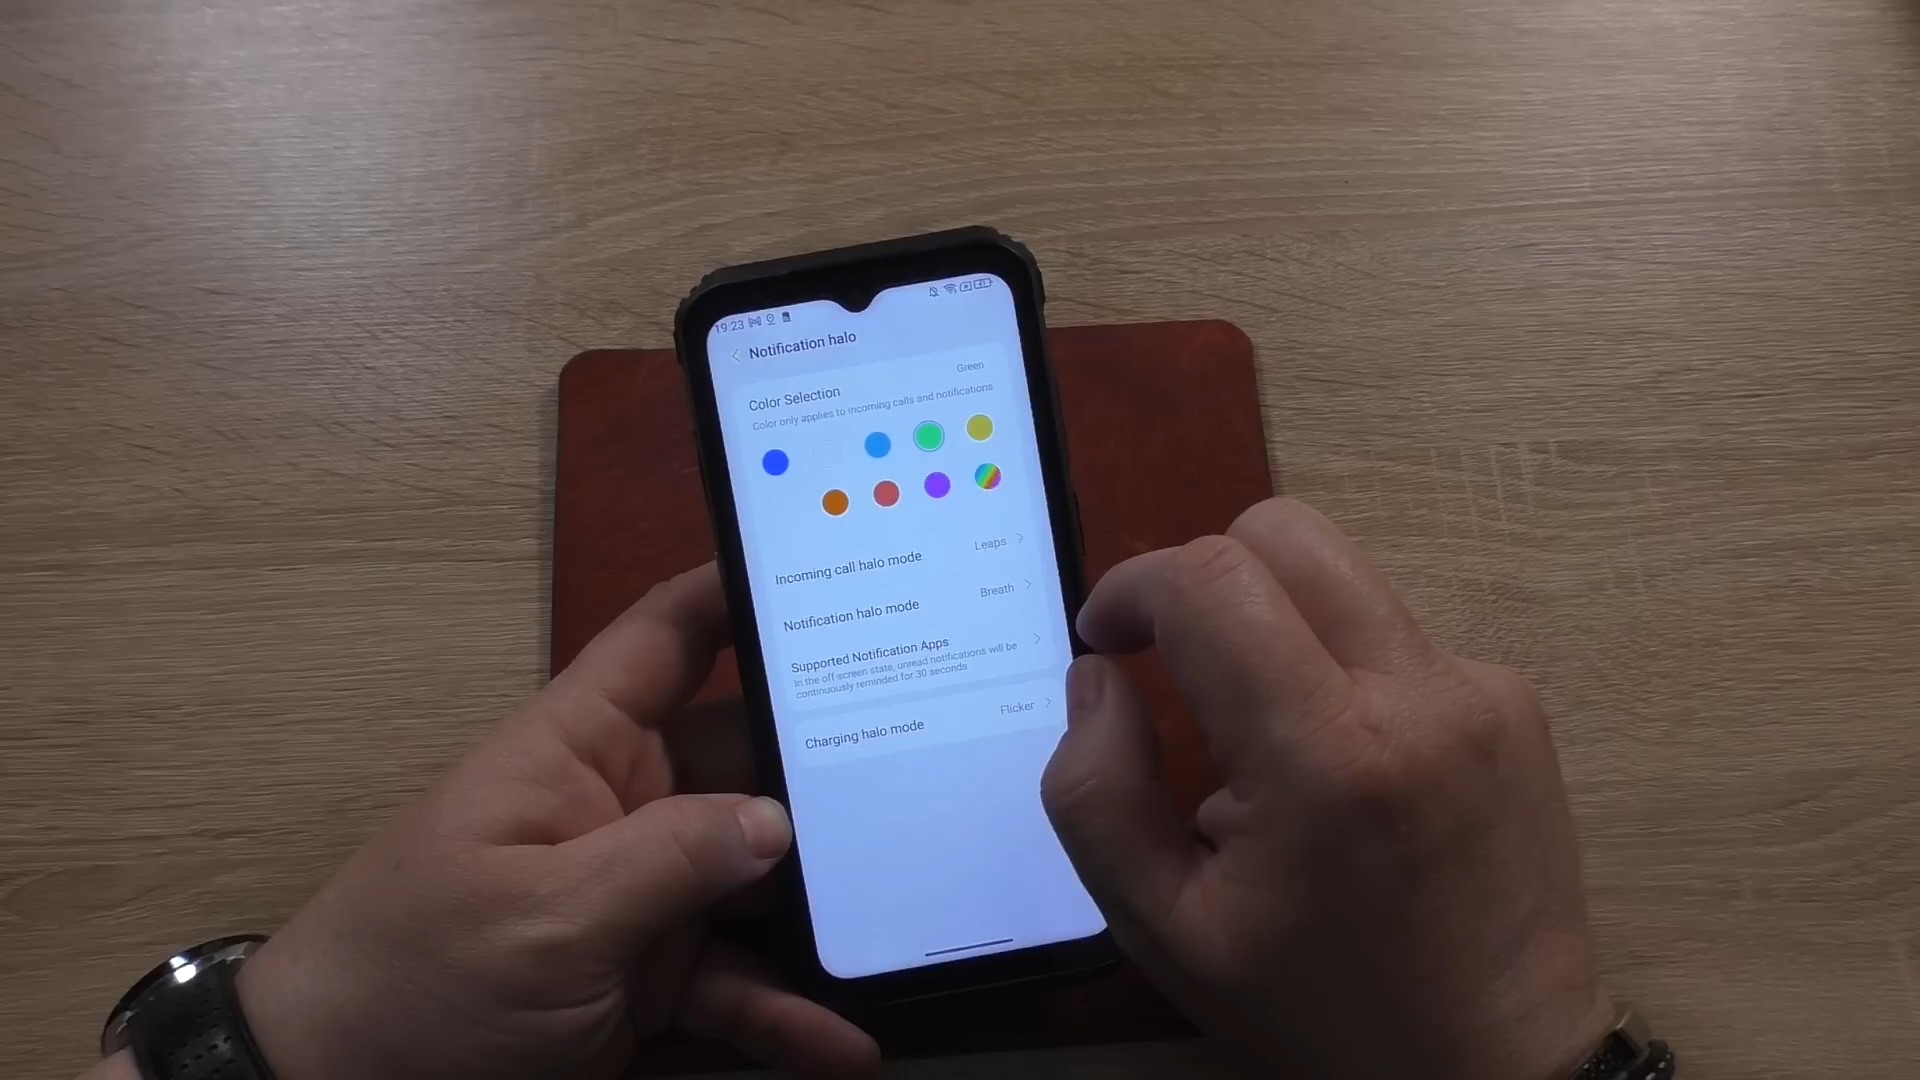 19:23
Notification halo
Color Selection
Green
Color only applies to incoming calls and notifications
Incoming call halo mode
Leaps
Notification halo mode
Breath
Supported Notification Apps
In the off-screen state, unread notifications will be
continuously reminded for 30 seconds
Charging halo mode
Flicker